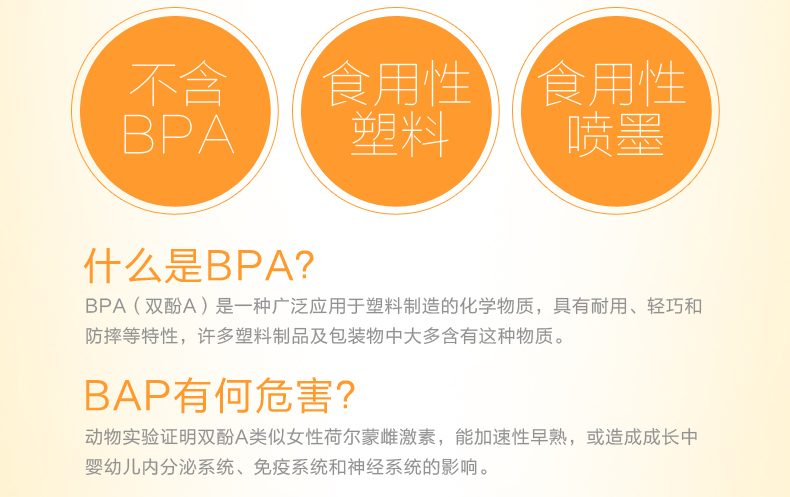 不含
BPA
食用性
塑料
食用性
喷墨
什么是BPA?
BPA（双酚A）是一种广泛应用于塑料制造的化学物质，具有耐用、轻巧和
防摔等特性，许多塑料制品及包装物中大多含有这种物质。
BAP有何危害?
动物实验证明双酚A类似女性荷尔蒙雌激素，能加速性早熟，或造成成长中
婴幼儿内分泌系统、免疫系统和神经系统的影响。